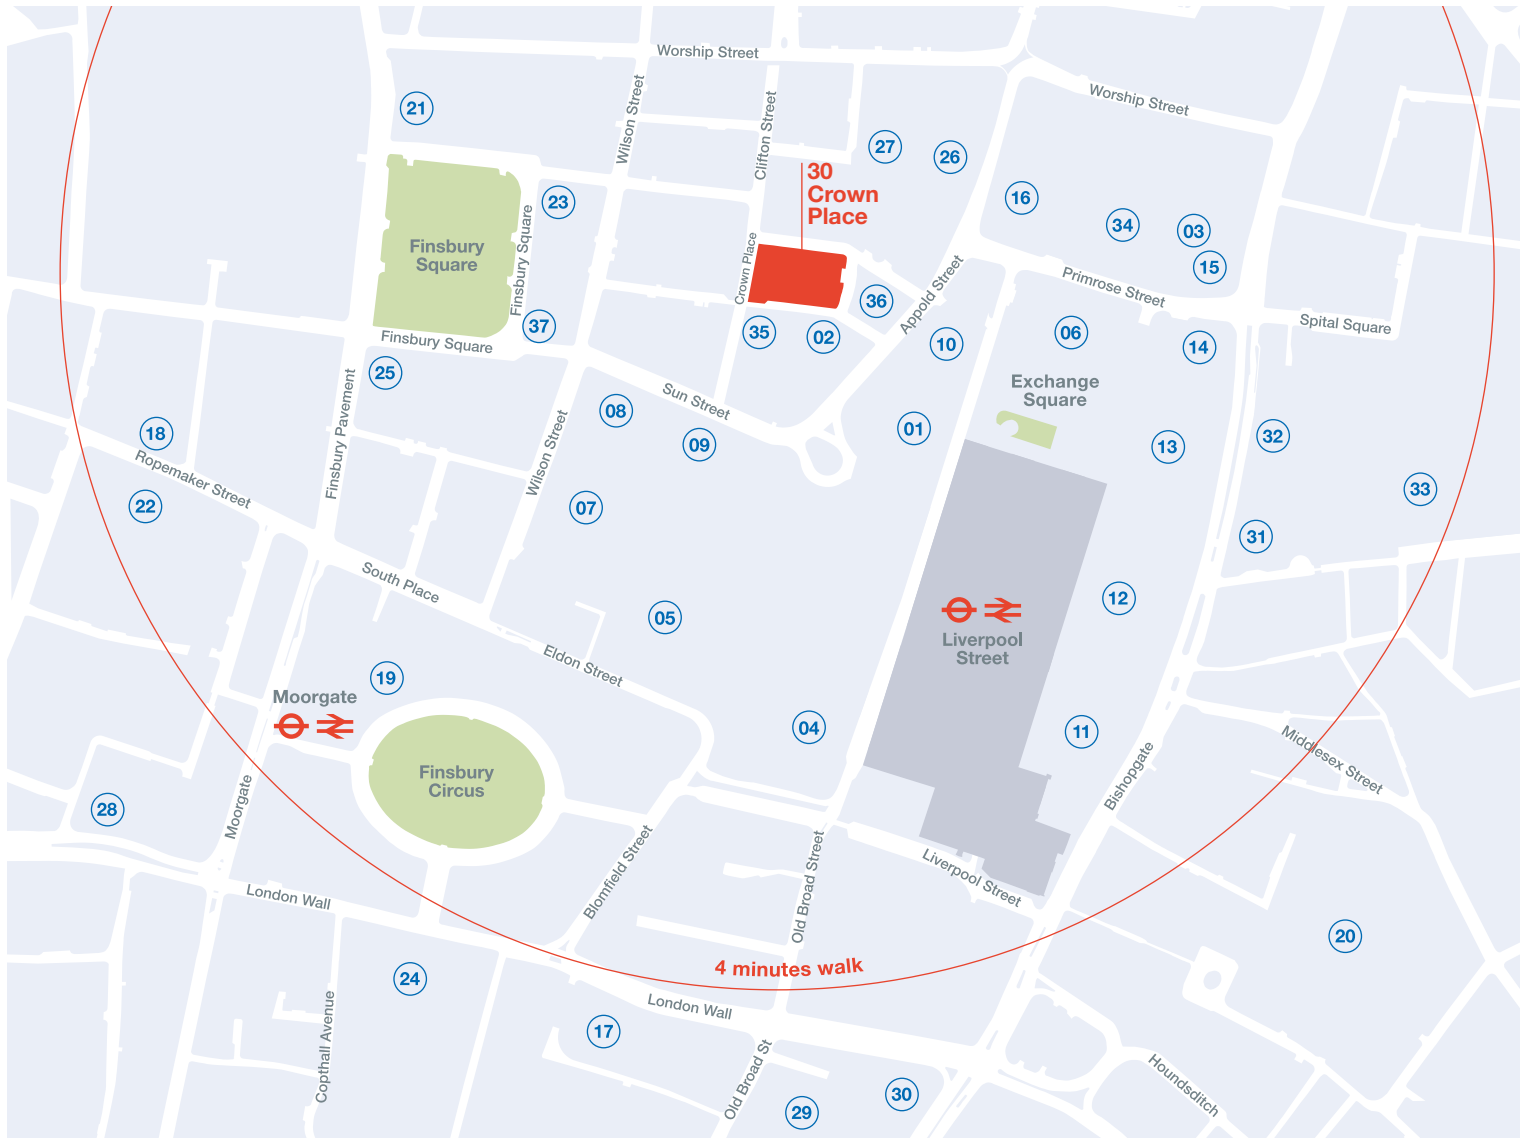 Worship Street
Worship Street
21
Wilson Street
Clifton Street
27
26
30
Crown
Place
16
23
34
03
15
Finsbury
Square
Finsbury Square
Crown Place
Appold Street
Primrose Street
36
37
35
02
10
06
14
Spital Square
Finsbury Square
25
Finsbury Pavement
Exchange
Square
08
Sun Street
09
01
13
32
18
Ropemaker Street
22
Wilson Street
07
33
31
South Place
05
12
Liverpool
Street
Eldon Street
19
Moorgate
04
11
Middlesex Street
Finsbury
Circus
Bishopgate
28
Moorgate
Blomfield Street
Old Broad Street
Liverpool Street
London Wall
20
4 minutes walk
24
London Wall
Copthall Avenue
17
Old Broad St
Houndsditch
30
29